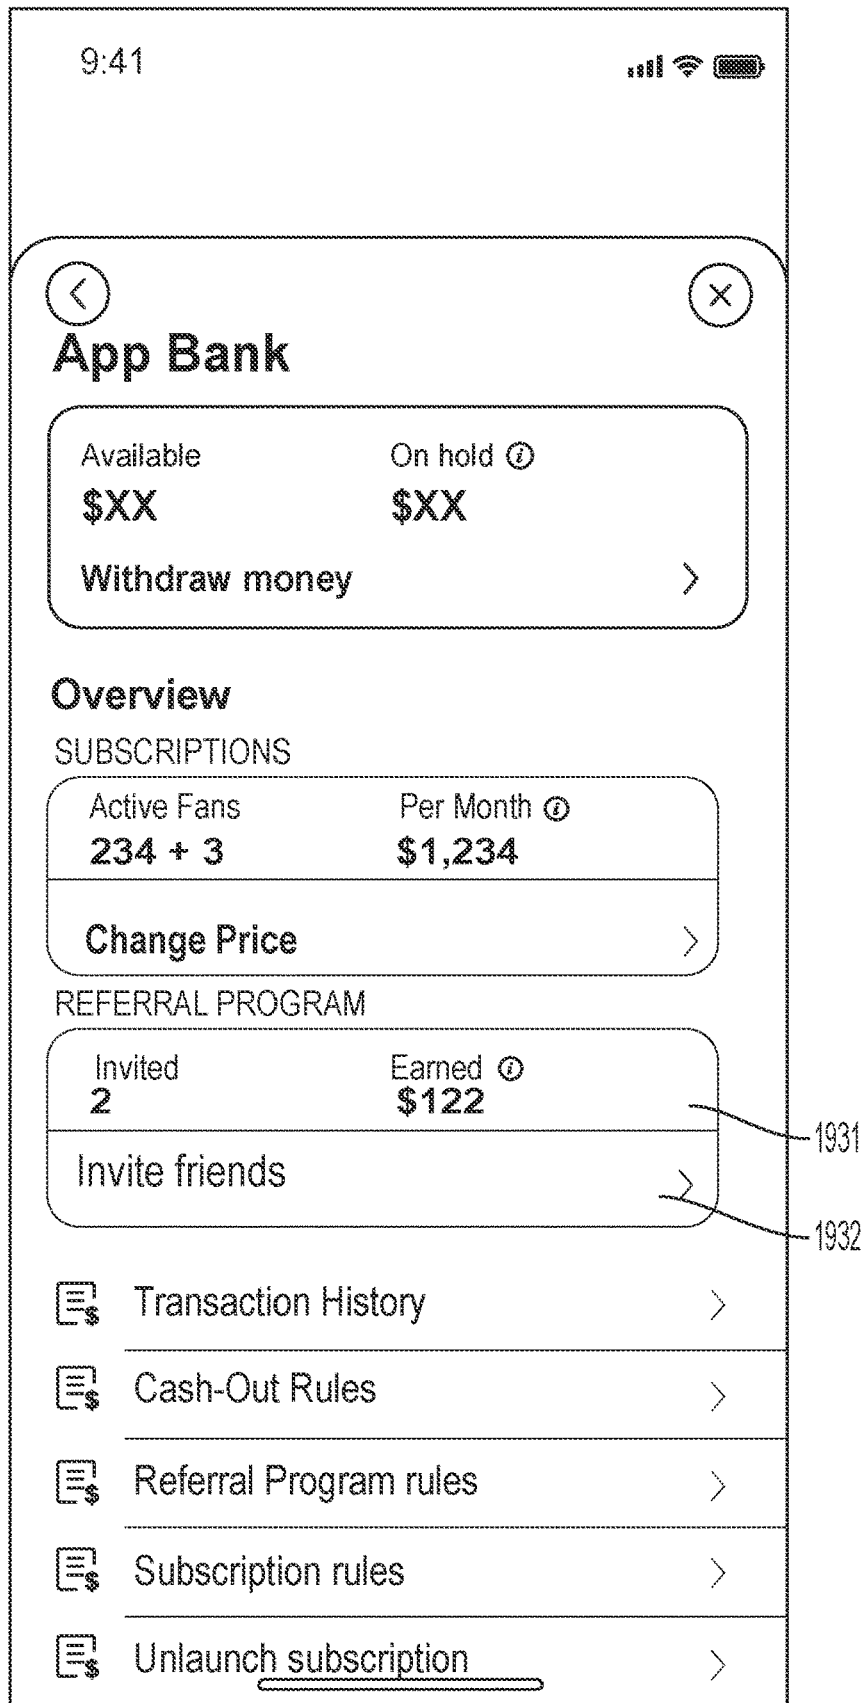 9:41
App Bank
Available On hold i
$XX $XX
Withdraw money
Overview
SUBSCRIPTIONS
Active Fans Per Month i
234 + 3 $1,234
Change Price
REFERRAL PROGRAM
Invited Earned i
2 $122
1931
Invite friends
1932
$ Transaction History
$ Cash-Out Rules
$ Referral Program rules
$ Subscription rules
$ Unlaunch subscription